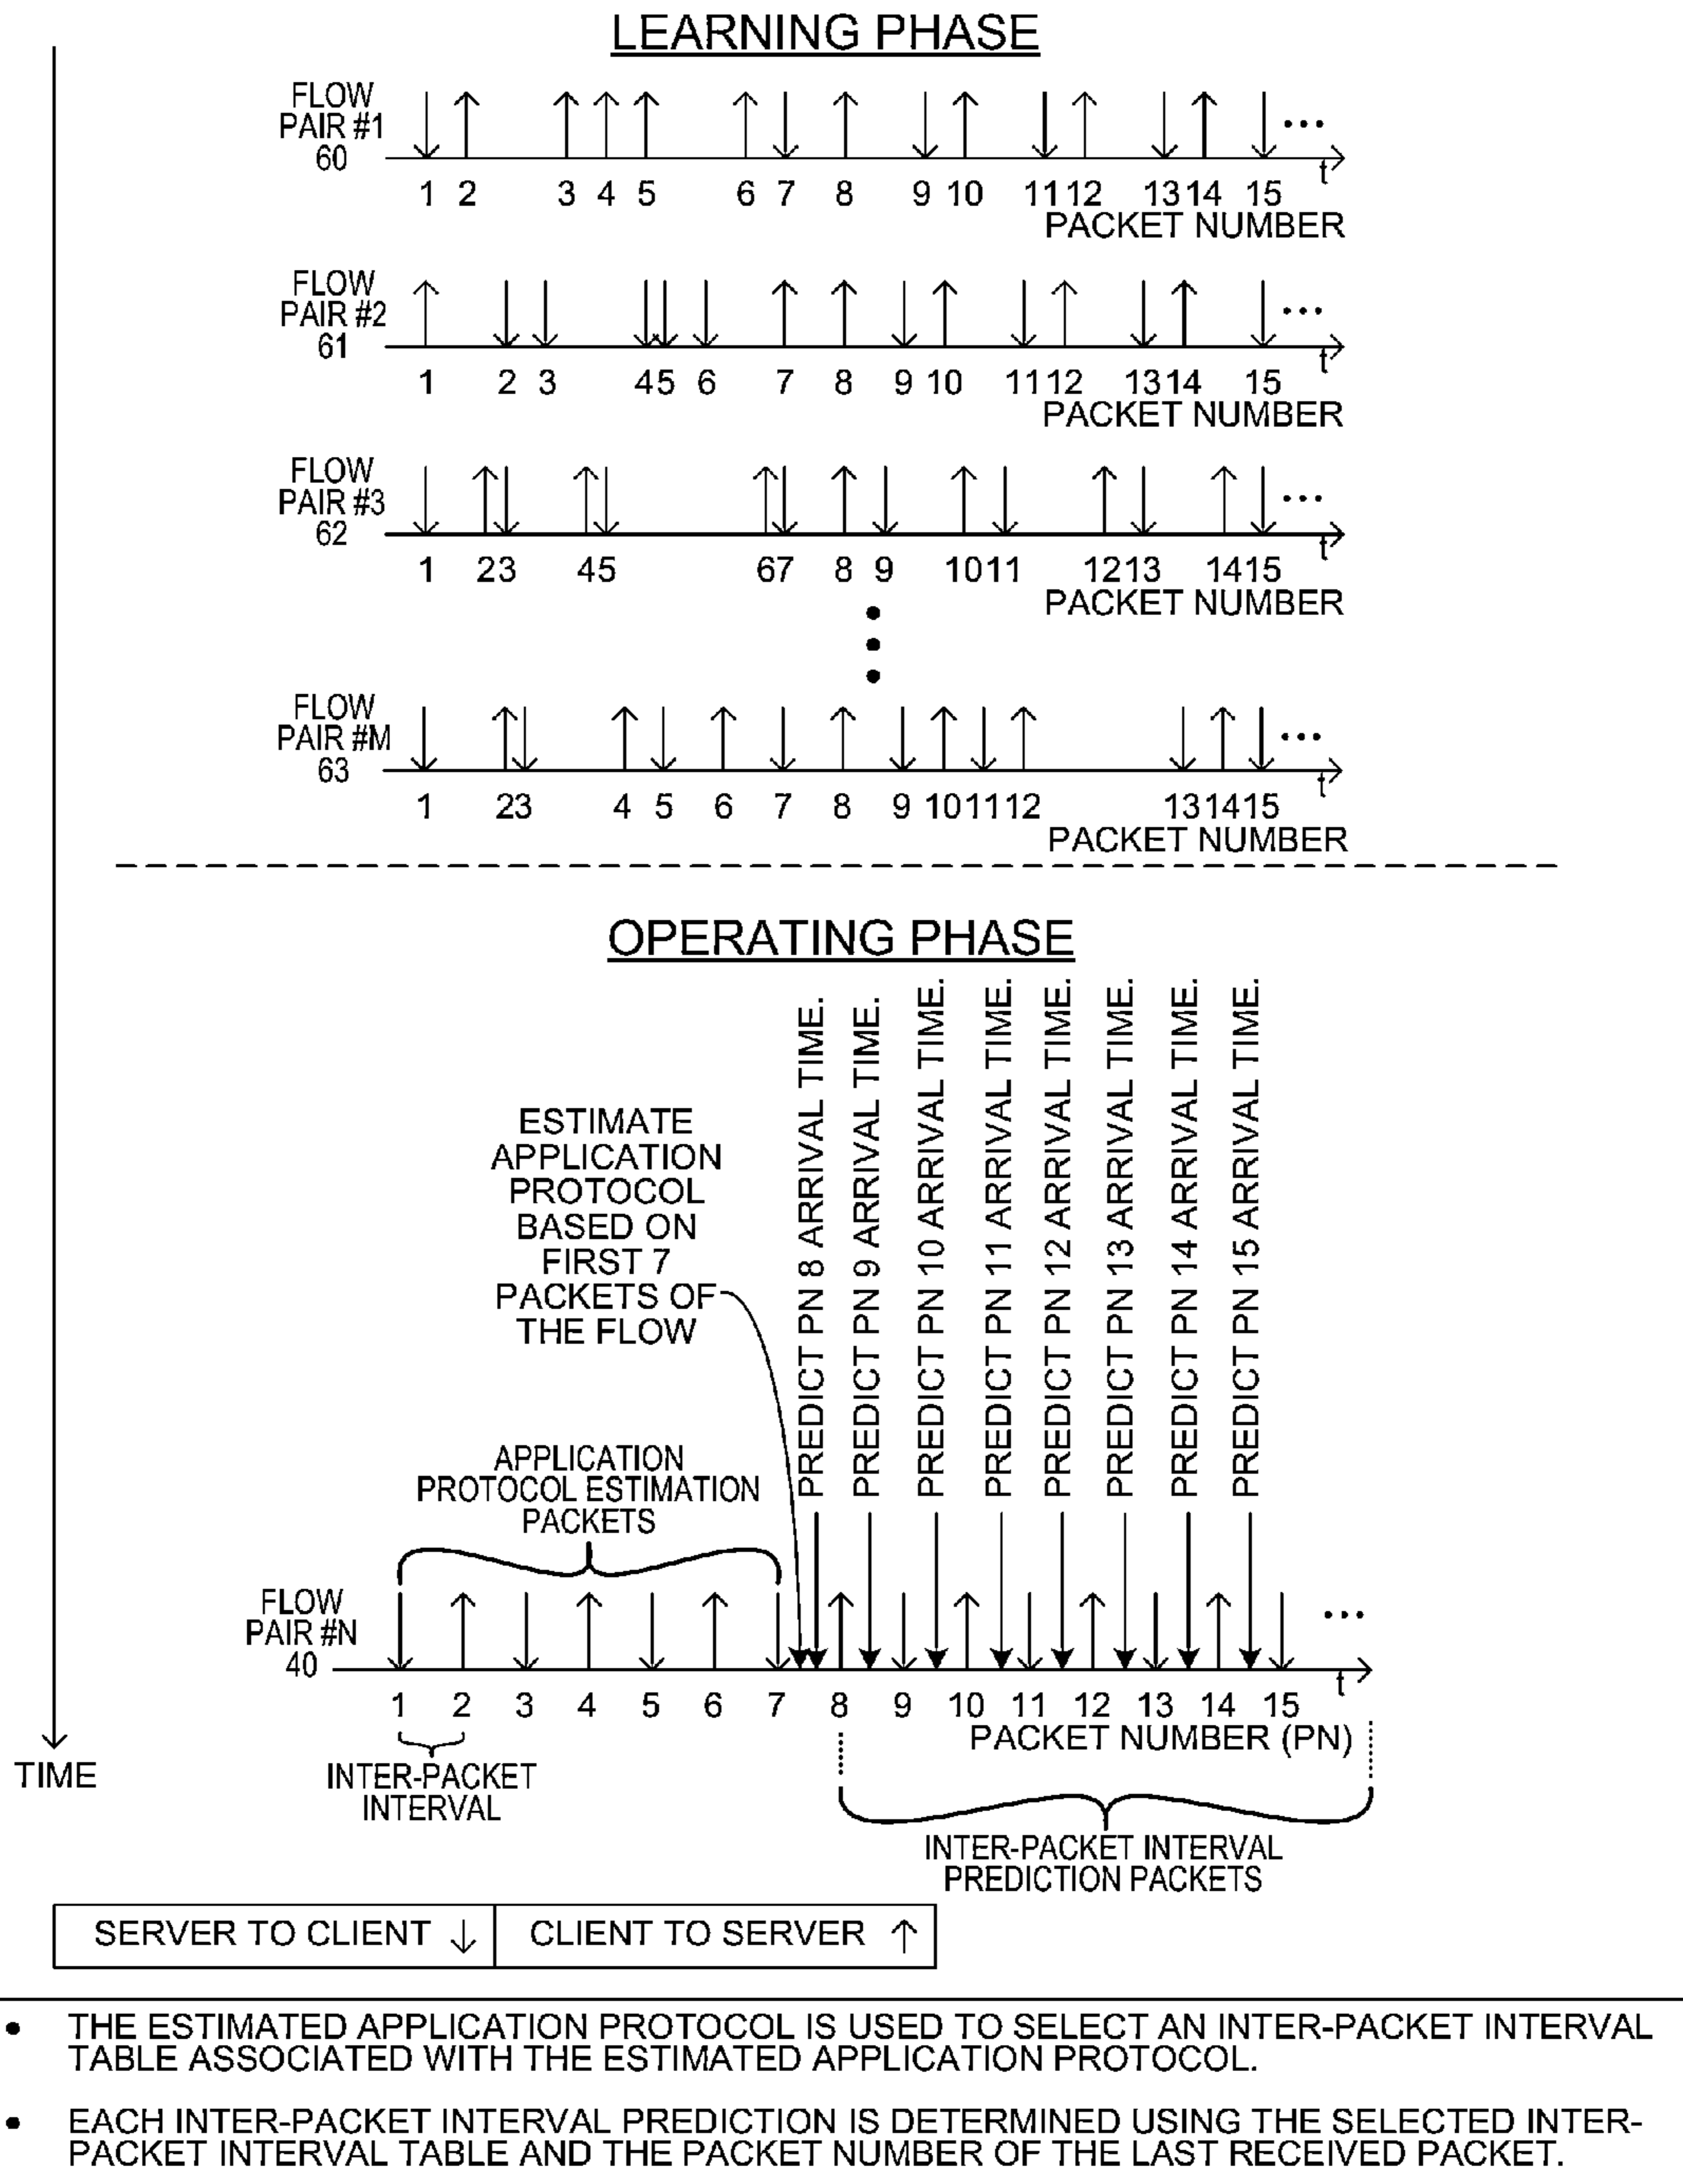 LEARNING PHASE
FLOW
PAIR #1
60
1 2 3 4 5 6 7 8 9 10 11 12 13 14 15
t
PACKET NUMBER
FLOW
PAIR #2
61
1 2 3 4 5 6 7 8 9 10 11 12 13 14 15
t
PACKET NUMBER
FLOW
PAIR #3
62
1 2 3 4 5 6 7 8 9 10 11 12 13 14 15
t
PACKET NUMBER
FLOW
PAIR #M
63
1 2 3 4 5 6 7 8 9 10 11 12 13 14 15
t
PACKET NUMBER
OPERATING PHASE
ESTIMATE
APPLICATION
PROTOCOL
BASED ON
FIRST 7
PACKETS OF
THE FLOW
PREDICT PN 8 ARRIVAL TIME.
PREDICT PN 9 ARRIVAL TIME.
PREDICT PN 10 ARRIVAL TIME.
PREDICT PN 11 ARRIVAL TIME.
PREDICT PN 12 ARRIVAL TIME.
PREDICT PN 13 ARRIVAL TIME.
PREDICT PN 14 ARRIVAL TIME.
PREDICT PN 15 ARRIVAL TIME.
APPLICATION
PROTOCOL ESTIMATION
PACKETS
FLOW
PAIR #N
40
1 2 3 4 5 6 7 8 9 10 11 12 13 14 15
t
PACKET NUMBER (PN)
TIME
INTER-PACKET
INTERVAL
INTER-PACKET INTERVAL
PREDICTION PACKETS
SERVER TO CLIENT ↓ CLIENT TO SERVER ↑
• THE ESTIMATED APPLICATION PROTOCOL IS USED TO SELECT AN INTER-PACKET INTERVAL
TABLE ASSOCIATED WITH THE ESTIMATED APPLICATION PROTOCOL.
• EACH INTER-PACKET INTERVAL PREDICTION IS DETERMINED USING THE SELECTED INTER-
PACKET INTERVAL TABLE AND THE PACKET NUMBER OF THE LAST RECEIVED PACKET.